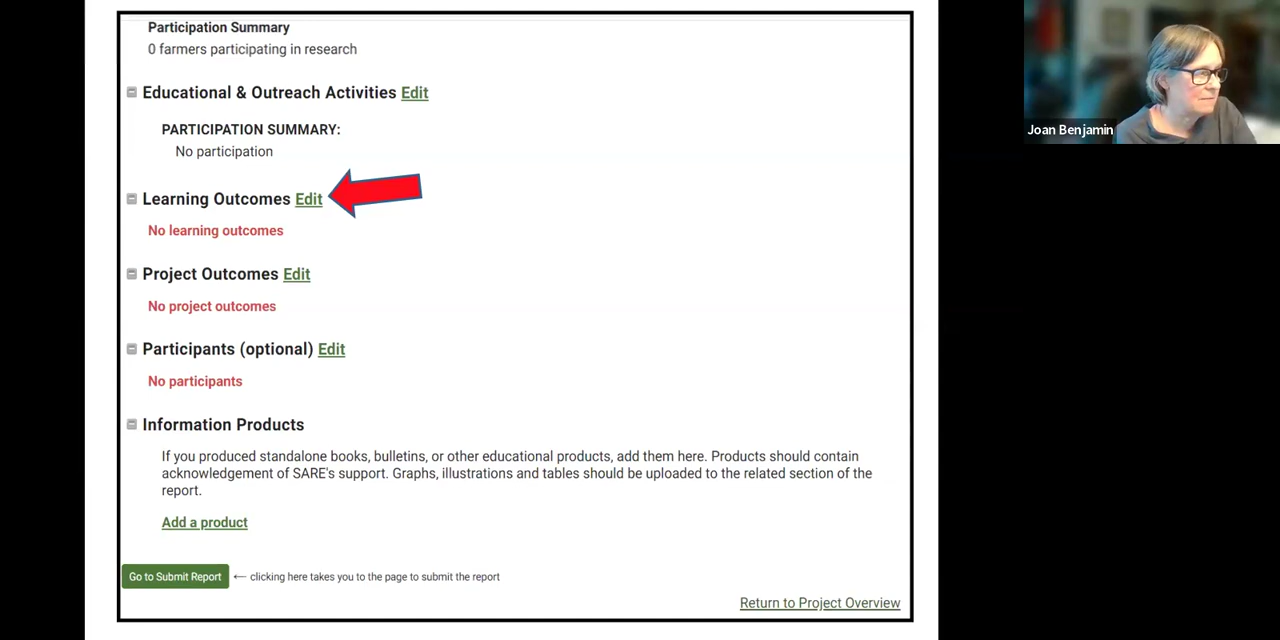 Participation Summary
0 farmers participating in research
Educational & Outreach Activities Edit
PARTICIPATION SUMMARY:
No participation
Learning Outcomes Edit
No learning outcomes
Project Outcomes Edit
No project outcomes
Participants (optional) Edit
No participants
Information Products
If you produced standalone books, bulletins, or other educational products, add them here. Products should contain
acknowledgement of SARE's support. Graphs, illustrations and tables should be uploaded to the related section of the
report.
Add a product
Go to Submit Report ← clicking here takes you to the page to submit the report
Return to Project Overview
Joan Benjamin